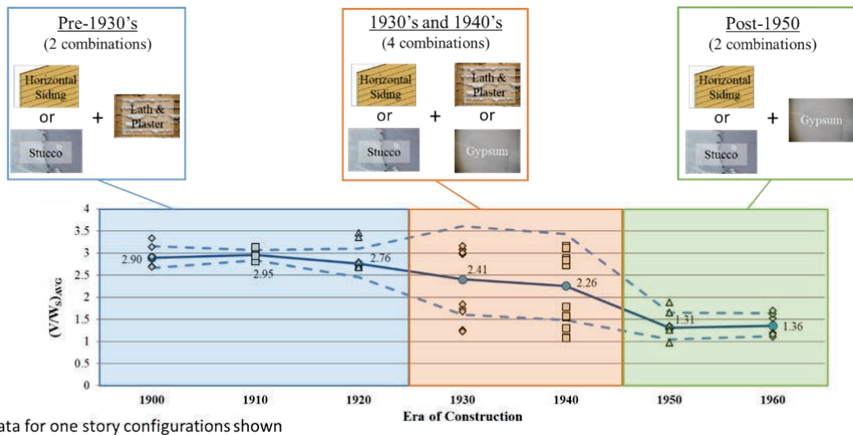 Pre-1930's
(2 combinations)
Horizontal
Siding
or
Stucco
+
Lath &
Plaster
1930's and 1940's
(4 combinations)
Horizontal
Siding
or
Stucco
+
Lath &
Plaster
or
Gypsum
Post-1950
(2 combinations)
Horizontal
Siding
or
Stucco
+
Gypsum
(V/WS)AVG
4
3.5
3
2.5
2
1.5
1
0.5
0
2.90
2.95
2.76
2.41
2.26
1.31
1.36
1900 1910 1920 1930 1940 1950 1960
Era of Construction
ata for one story configurations shown